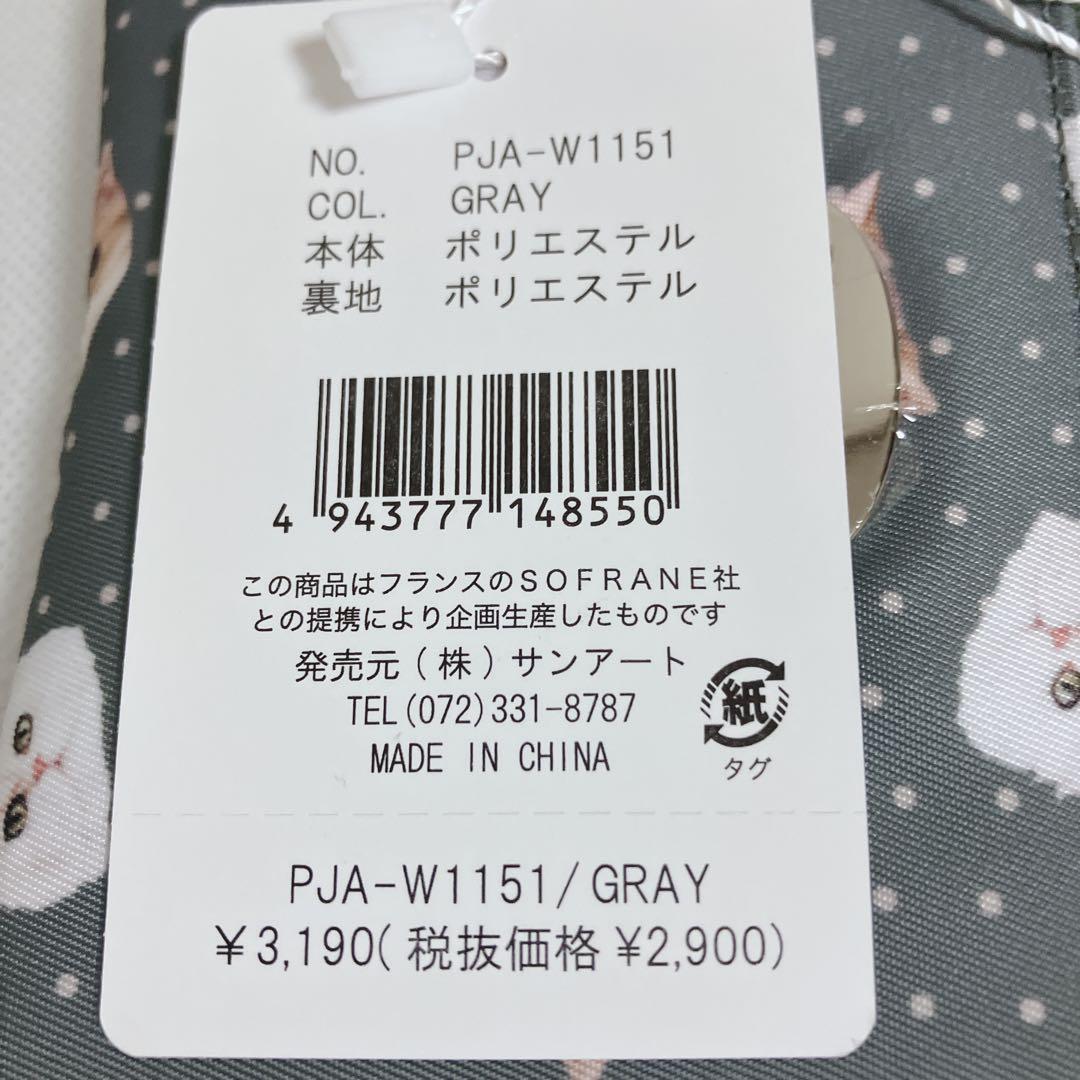 NO. PJA-W1151
COL. GRAY
本体 ポリエステル
裏地 ポリエステル
4 943777 148550
この商品はフランスのSOFRANE社
との提携により企画生産したものです
発売元(株)サンアート
TEL(072)331-8787
MADE IN CHINA
紙
タグ
PJA-W1151/GRAY
¥3,190(税抜価格 ¥2,900)